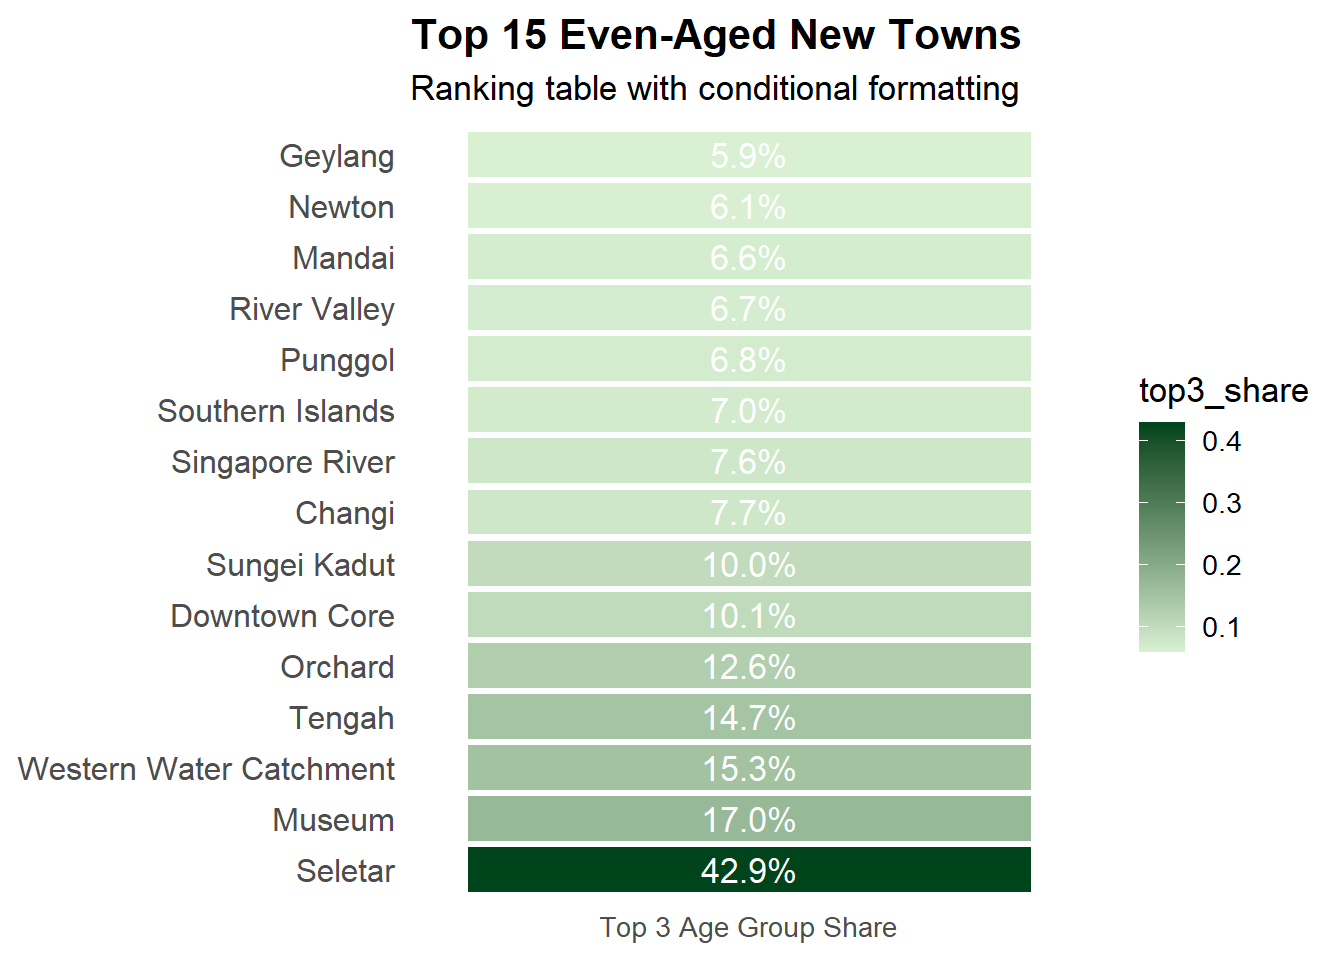 Top 15 Even-Aged New Towns
Ranking table with conditional formatting
Geylang 5.9%
Newton 6.1%
Mandai 6.6%
River Valley 6.7%
Punggol 6.8%
Southern Islands 7.0%
Singapore River 7.6%
Changi 7.7%
Sungei Kadut 10.0%
Downtown Core 10.1%
Orchard 12.6%
Tengah 14.7%
Western Water Catchment 15.3%
Museum 17.0%
Seletar 42.9%
Top 3 Age Group Share
top3_share
0.4
0.3
0.2
0.1